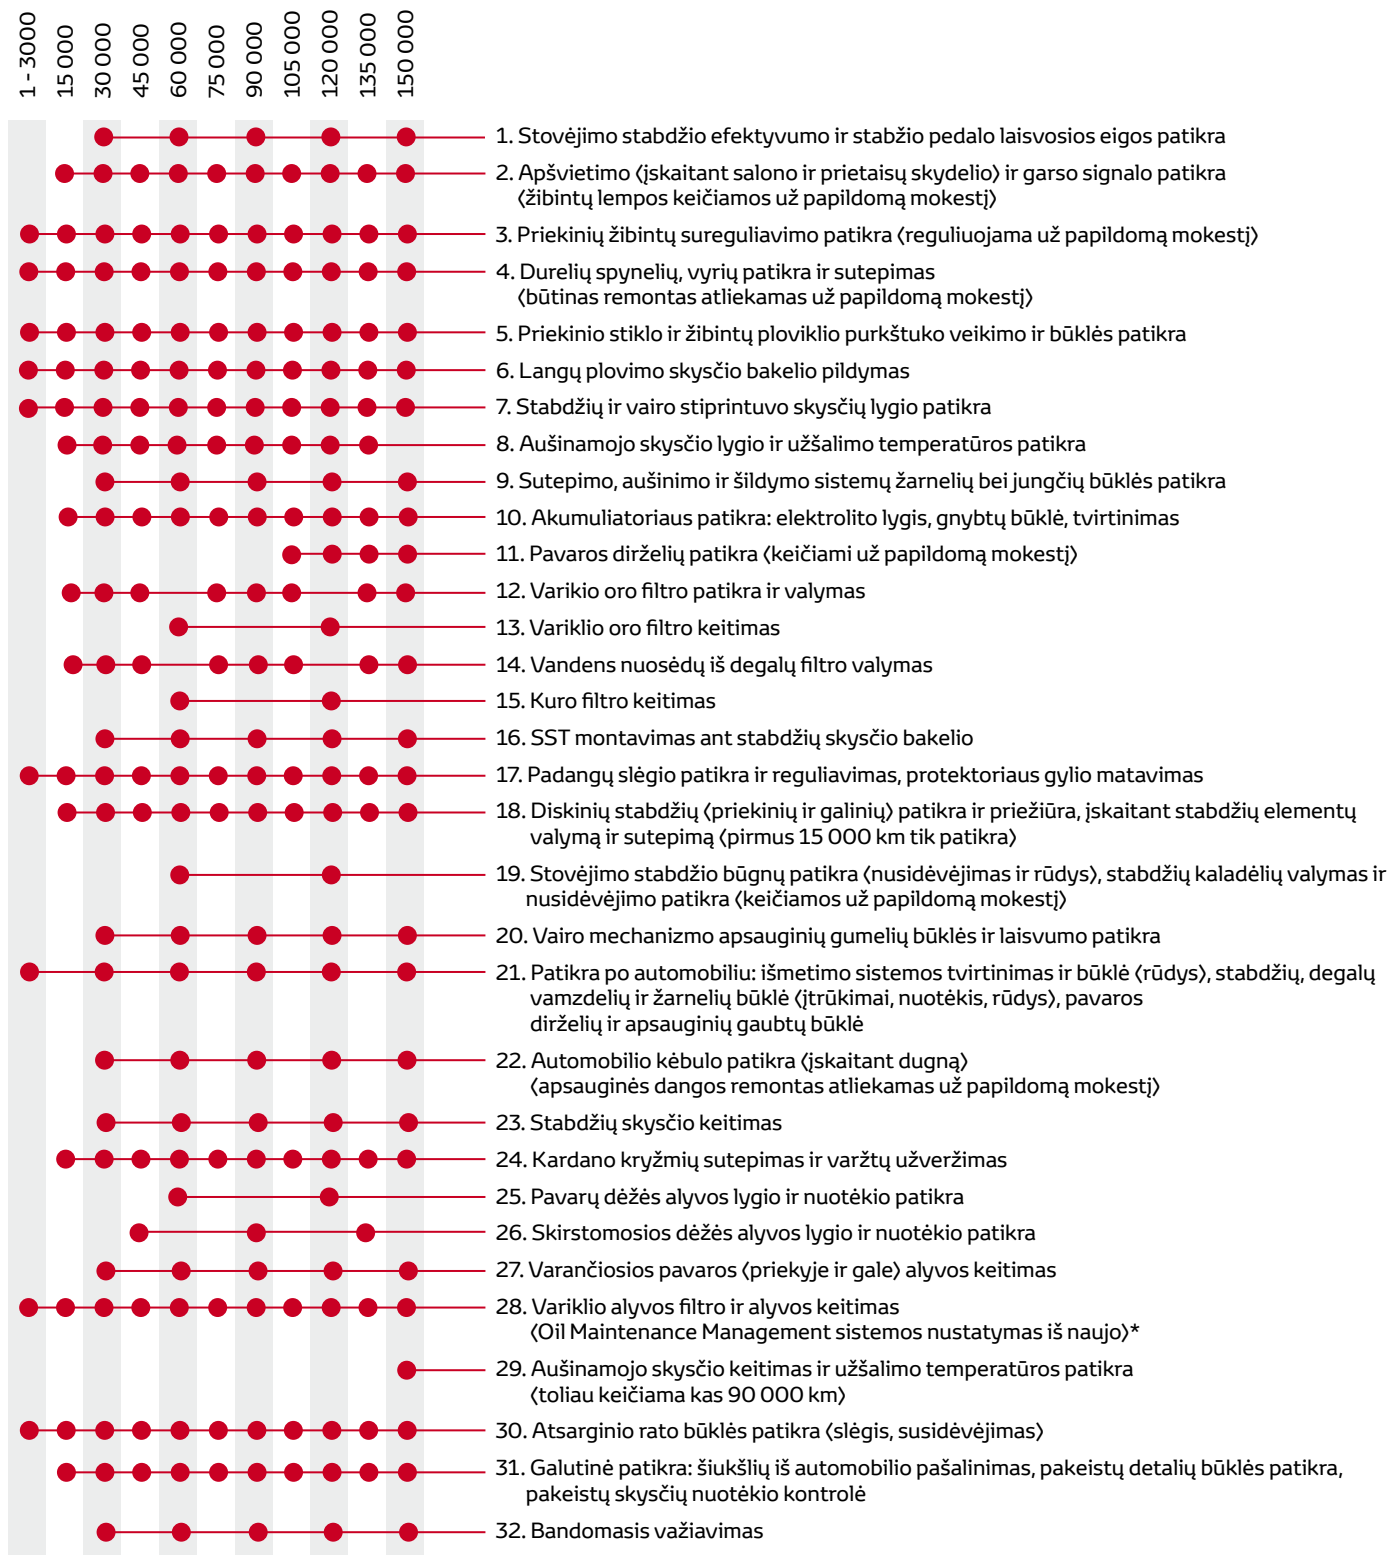 1 - 3000
15 000
30 000
45 000
60 000
75 000
90 000
105 000
120 000
135 000
150 000
1. Stovėjimo stabdžio efektyvumo ir stabžio pedalo laisvosios eigos patikra
2. Apšvietimo 〈įskaitant salono ir prietaisų skydelio〉 ir garso signalo patikra
〈žibintų lempos keičiamos už papildomą mokestį〉
3. Priekinių žibintų sureguliavimo patikra 〈reguliuojama už papildomą mokestį〉
4. Durelių spynelių, vyrių patikra ir sutepimas
〈būtinas remontas atliekamas už papildomą mokestį〉
5. Priekinio stiklo ir žibintų ploviklio purkštuko veikimo ir būklės patikra
6. Langų plovimo skysčio bakelio pildymas
7. Stabdžių ir vairo stiprintuvo skysčių lygio patikra
8. Aušinamojo skysčio lygio ir užšalimo temperatūros patikra
9. Sutepimo, aušinimo ir šildymo sistemų žarnelių bei jungčių būklės patikra
10. Akumuliatoriaus patikra: elektrolito lygis, gnybtų būklė, tvirtinimas
11. Pavaros dirželių patikra 〈keičiami už papildomą mokestį〉
12. Varikio oro filtro patikra ir valymas
13. Variklio oro filtro keitimas
14. Vandens nuosėdų iš degalų filtro valymas
15. Kuro filtro keitimas
16. SST montavimas ant stabdžių skysčio bakelio
17. Padangų slėgio patikra ir reguliavimas, protektoriaus gylio matavimas
18. Diskinių stabdžių 〈priekinių ir galinių〉 patikra ir priežiūra, įskaitant stabdžių elementų
valymą ir sutepimą 〈pirmus 15 000 km tik patikra〉
19. Stovėjimo stabdžio būgnų patikra 〈nusidėvėjimas ir rūdys〉, stabdžių kaladėlių valymas ir
nusidėvėjimo patikra 〈keičiamos už papildomą mokestį〉
20. Vairo mechanizmo apsauginių gumelių būklės ir laisvumo patikra
21. Patikra po automobiliu: išmetimo sistemos tvirtinimas ir būklė 〈rūdys〉, stabdžių, degalų
vamzdelių ir žarnelių būklė 〈įtrūkimai, nuotėkis, rūdys〉, pavaros
dirželių ir apsauginių gaubtų būklė
22. Automobilio kėbulo patikra 〈įskaitant dugną〉
〈apsauginės dangos remontas atliekamas už papildomą mokestį〉
23. Stabdžių skysčio keitimas
24. Kardano kryžmių sutepimas ir varžtų užveržimas
25. Pavarų dėžės alyvos lygio ir nuotėkio patikra
26. Skirstomosios dėžės alyvos lygio ir nuotėkio patikra
27. Varančiosios pavaros 〈priekyje ir gale〉 alyvos keitimas
28. Variklio alyvos filtro ir alyvos keitimas
〈Oil Maintenance Management sistemos nustatymas iš naujo〉*
29. Aušinamojo skysčio keitimas ir užšalimo temperatūros patikra
〈toliau keičiama kas 90 000 km〉
30. Atsarginio rato būklės patikra 〈slėgis, susidėvėjimas〉
31. Galutinė patikra: šiukšlių iš automobilio pašalinimas, pakeistų detalių būklės patikra,
pakeistų skysčių nuotėkio kontrolė
32. Bandomasis važiavimas